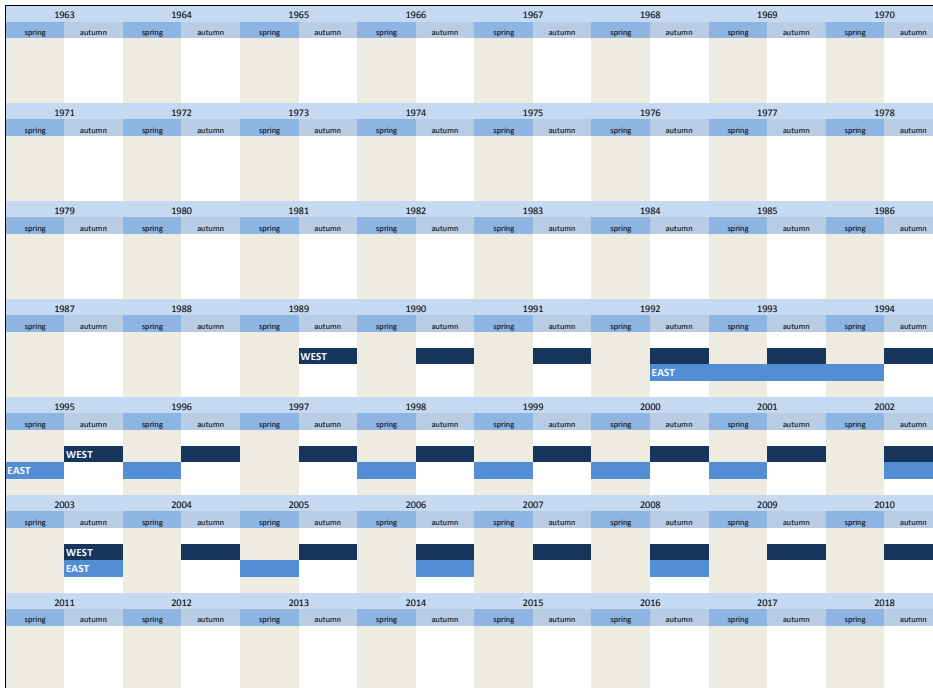 1963 1964 1965 1966 1967 1968 1969 1970
spring autumn spring autumn spring autumn spring autumn spring autumn spring autumn spring autumn spring autumn
1971 1972 1973 1974 1975 1976 1977 1978
spring autumn spring autumn spring autumn spring autumn spring autumn spring autumn spring autumn spring autumn
1979 1980 1981 1982 1983 1984 1985 1986
spring autumn spring autumn spring autumn spring autumn spring autumn spring autumn spring autumn spring autumn
1987 1988 1989 1990 1991 1992 1993 1994
spring autumn spring autumn spring autumn spring autumn spring autumn spring autumn spring autumn spring autumn
WEST
EAST
1995 1996 1997 1998 1999 2000 2001 2002
spring autumn spring autumn spring autumn spring autumn spring autumn spring autumn spring autumn spring autumn
WEST
EAST
2003 2004 2005 2006 2007 2008 2009 2010
spring autumn spring autumn spring autumn spring autumn spring autumn spring autumn spring autumn spring autumn
WEST
EAST
2011 2012 2013 2014 2015 2016 2017 2018
spring autumn spring autumn spring autumn spring autumn spring autumn spring autumn spring autumn spring autumn